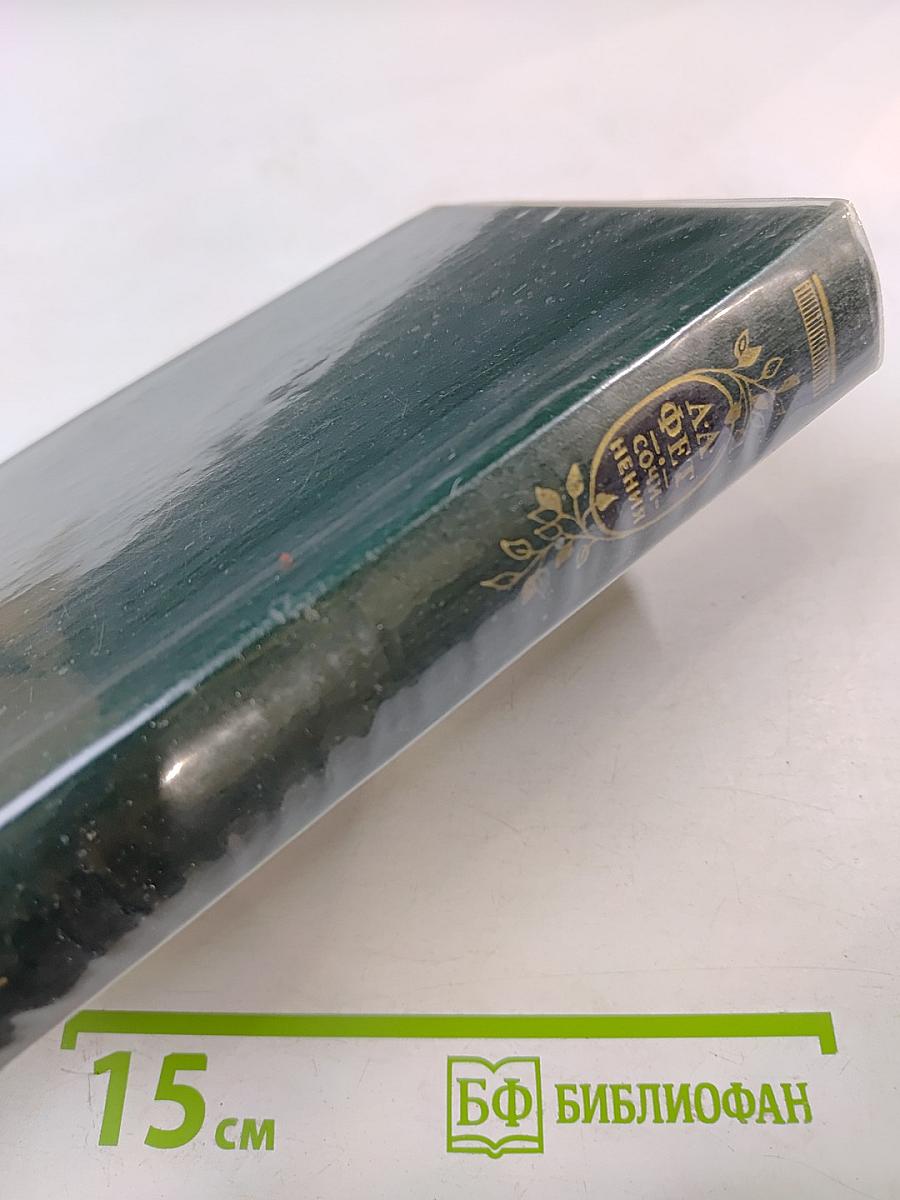 А·А
ФЕТ
СОЧИ-
НЕНИЯ
15 см
БФ БИБЛИОФАН